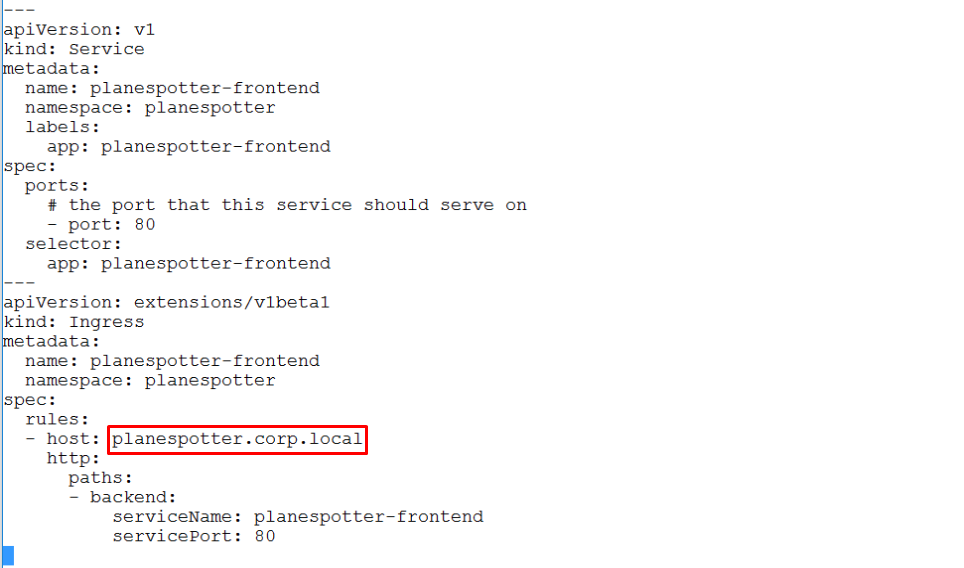 ---
apiVersion: v1
kind: Service
metadata:
  name: planespotter-frontend
  namespace: planespotter
  labels:
    app: planespotter-frontend
spec:
  ports:
    # the port that this service should serve on
    - port: 80
  selector:
    app: planespotter-frontend
---
apiVersion: extensions/v1beta1
kind: Ingress
metadata:
  name: planespotter-frontend
  namespace: planespotter
spec:
  rules:
  - host: planespotter.corp.local
    http:
      paths:
      - backend:
          serviceName: planespotter-frontend
          servicePort: 80